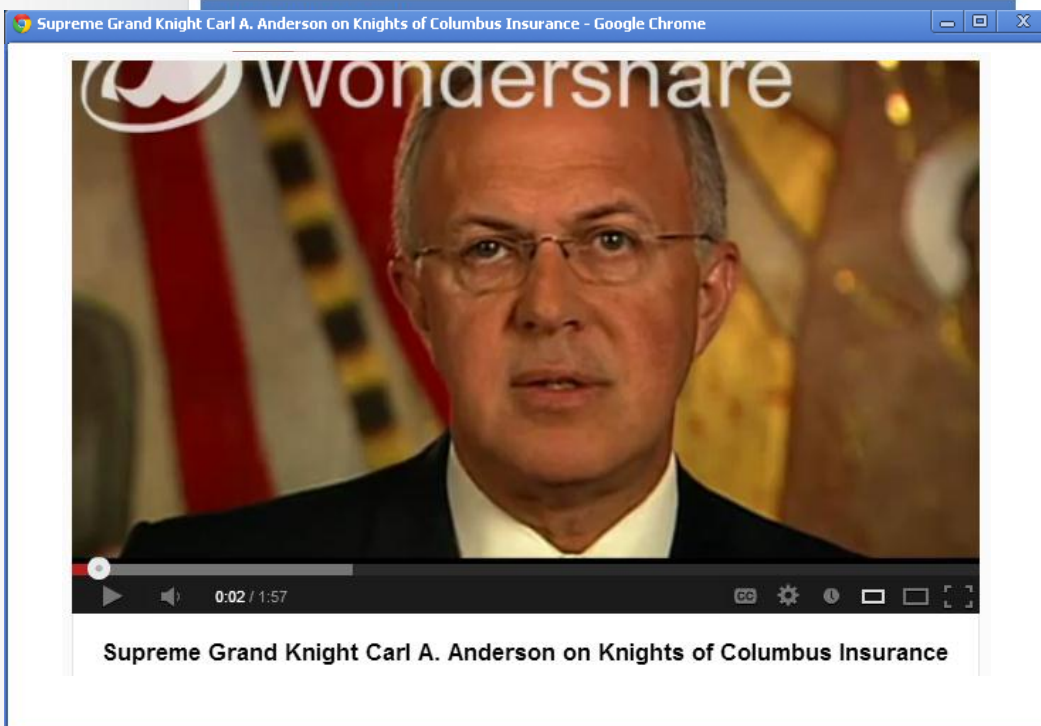 Supreme Grand Knight Carl A. Anderson on Knights of Columbus Insurance - Google Chrome
Wondershare
0:02 / 1:57
CC
Supreme Grand Knight Carl A. Anderson on Knights of Columbus Insurance